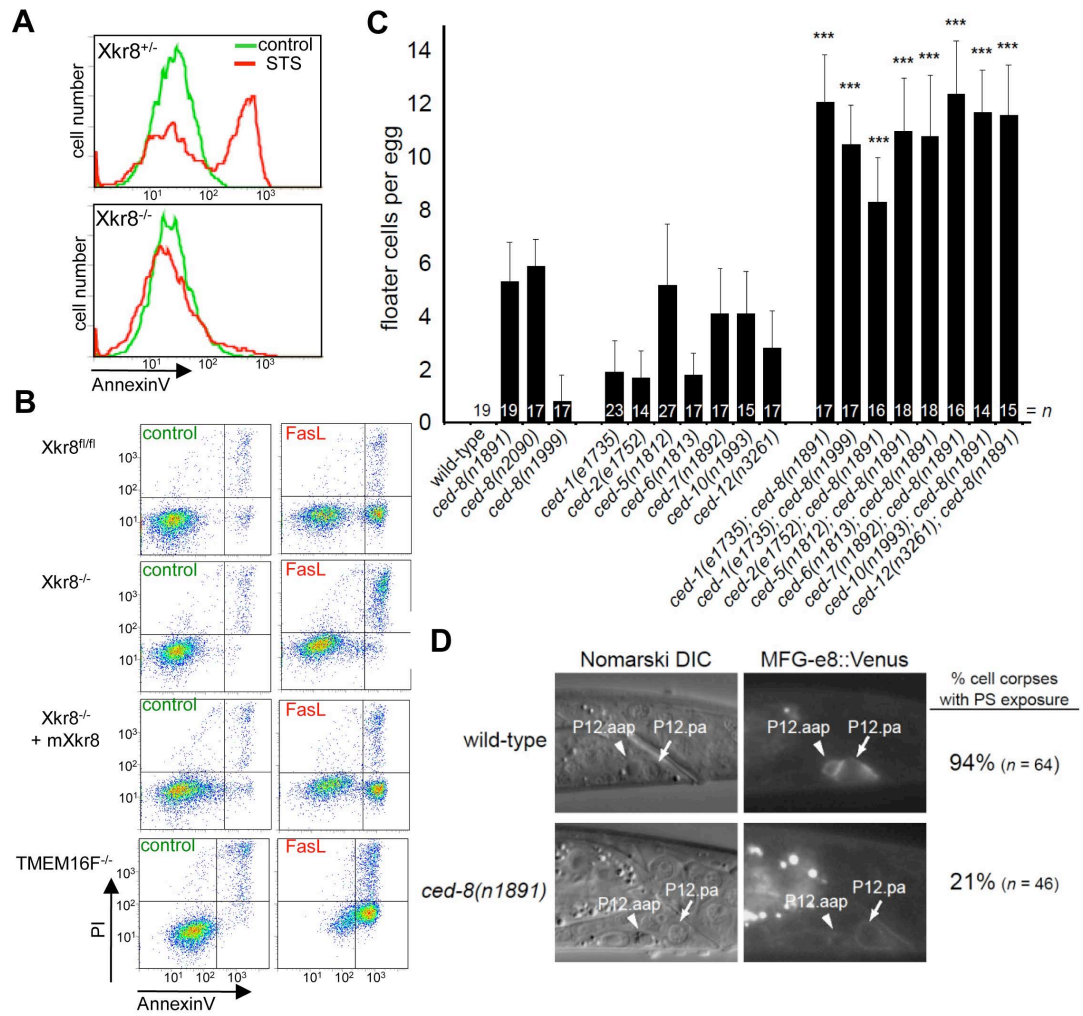 A
Xkr8+/-
control
STS
cell number
10¹ 10² 10³
Xkr8-/-
cell number
10¹ 10² 10³
AnnexinV
B
control
FasL
Xkr8fl/fl
10³
10²
10¹
control
FasL
Xkr8-/-
10³
10²
10¹
control
FasL
Xkr8-/-
+ mXkr8
10³
10²
10¹
control
FasL
TMEM16F-/-
10³
10²
10¹
PI
10¹ 10² 10³
10¹ 10² 10³
AnnexinV
C
floater cells per egg
14
12
10
8
6
4
2
0
*** *** *** *** *** *** *** ***
19 19 17 17 23 14 27 17 17 15 17 17 17 16 18 18 16 14 15 = n
wild-type
ced-8(n1891)
ced-8(n2090)
ced-8(n1999)
ced-1(e1735)
ced-2(e1752)
ced-5(n1812)
ced-6(n1813)
ced-7(n1892)
ced-10(n1993)
ced-12(n3261)
ced-1(e1735); ced-8(n1891)
ced-1(e1735); ced-8(n1999)
ced-2(e1752); ced-8(n1891)
ced-5(n1812); ced-8(n1891)
ced-6(n1813); ced-8(n1891)
ced-7(n1892); ced-8(n1891)
ced-10(n1993); ced-8(n1891)
ced-12(n3261); ced-8(n1891)
D
Nomarski DIC
MFG-e8::Venus
% cell corpses
with PS exposure
wild-type
P12.aap
P12.pa
P12.aap
P12.pa
94% (n = 64)
ced-8(n1891)
P12.aap
P12.pa
P12.aap
P12.pa
21% (n = 46)